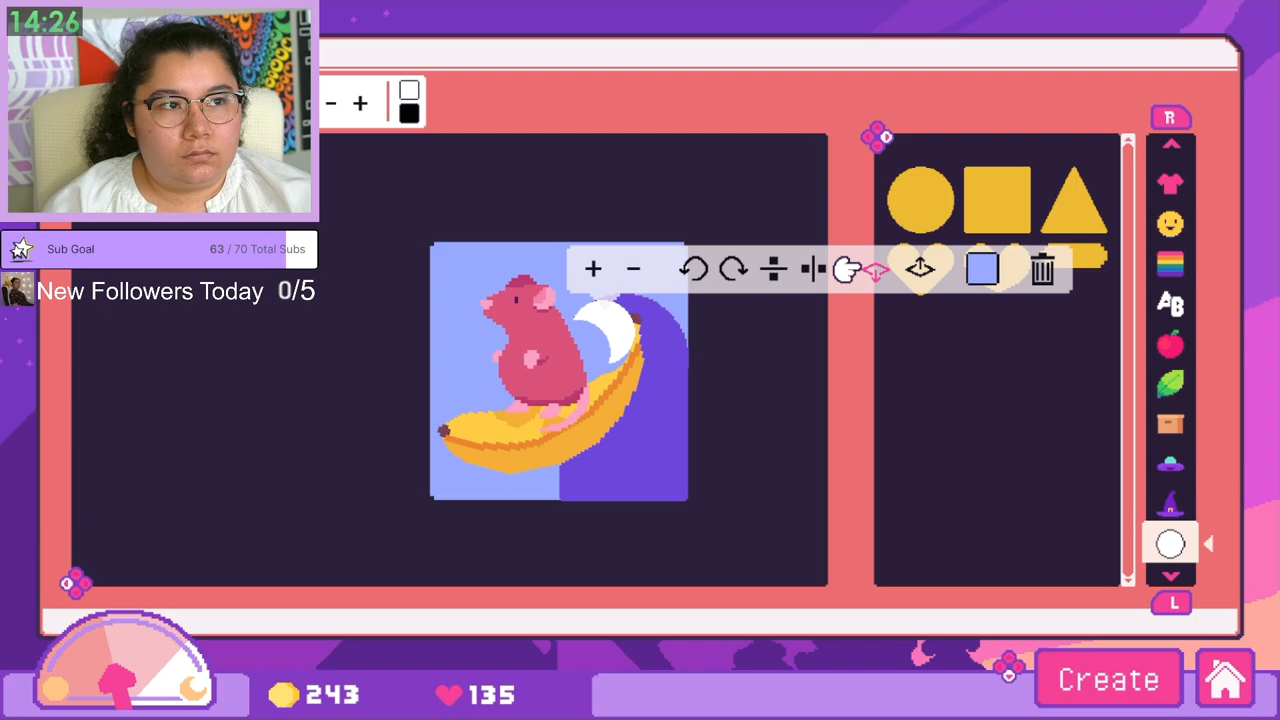 14:26
Sub Goal 63 / 70 Total Subs
New Followers Today 0/5
R
AB
L
243
135
Create